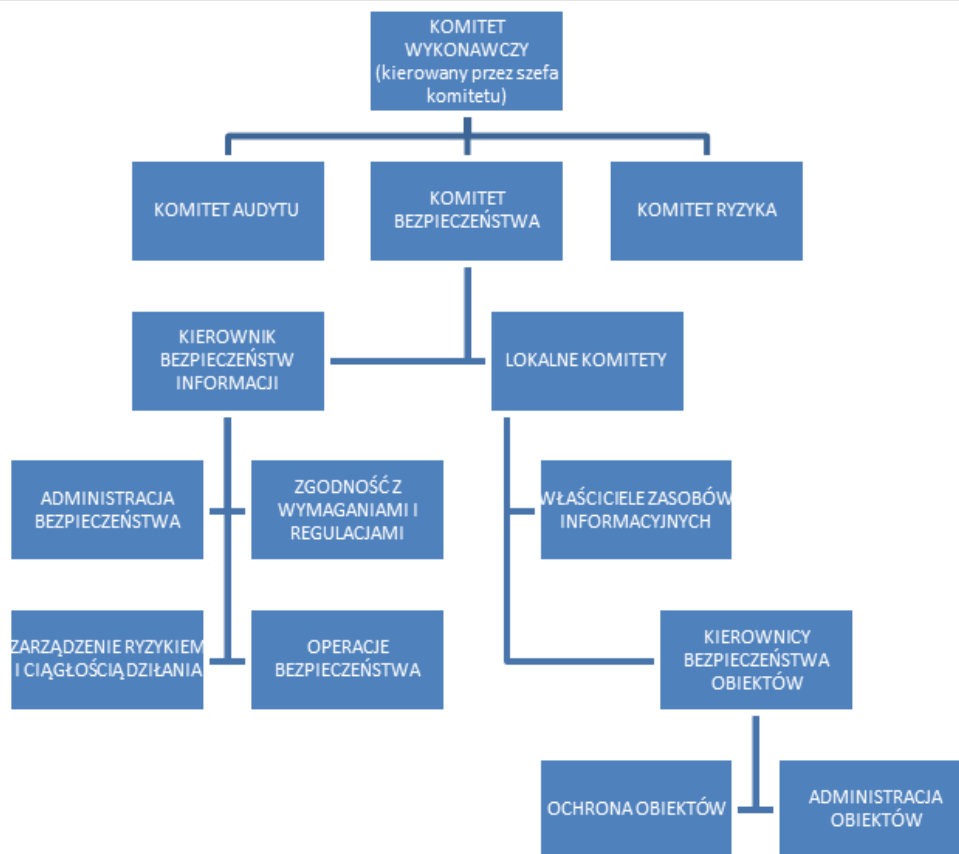 KOMITET
WYKONAWCZY
(kierowany przez szefa
komitetu)
KOMITET AUDYTU
KOMITET
BEZPIECZEŃSTWA
KOMITET RYZYKA
KIEROWNIK
BEZPIECZEŃSTW
INFORMACJI
LOKALNE KOMITETY
ADMINISTRACJA
BEZPIECZEŃSTWA
ZGODNOŚĆ Z
WYMAGANIAMI I
REGULACJAMI
WŁAŚCICIELE ZASOBÓW
INFORMACYJNYCH
ZARZĄDZENIE RYZYKIEM
I CIĄGŁOŚCIĄ DZIŁANIA
OPERACJE
BEZPIECZEŃSTWA
KIEROWNICY
BEZPIECZEŃSTWA
OBIEKTÓW
OCHRONA OBIEKTÓW
ADMINISTRACJA
OBIEKTÓW